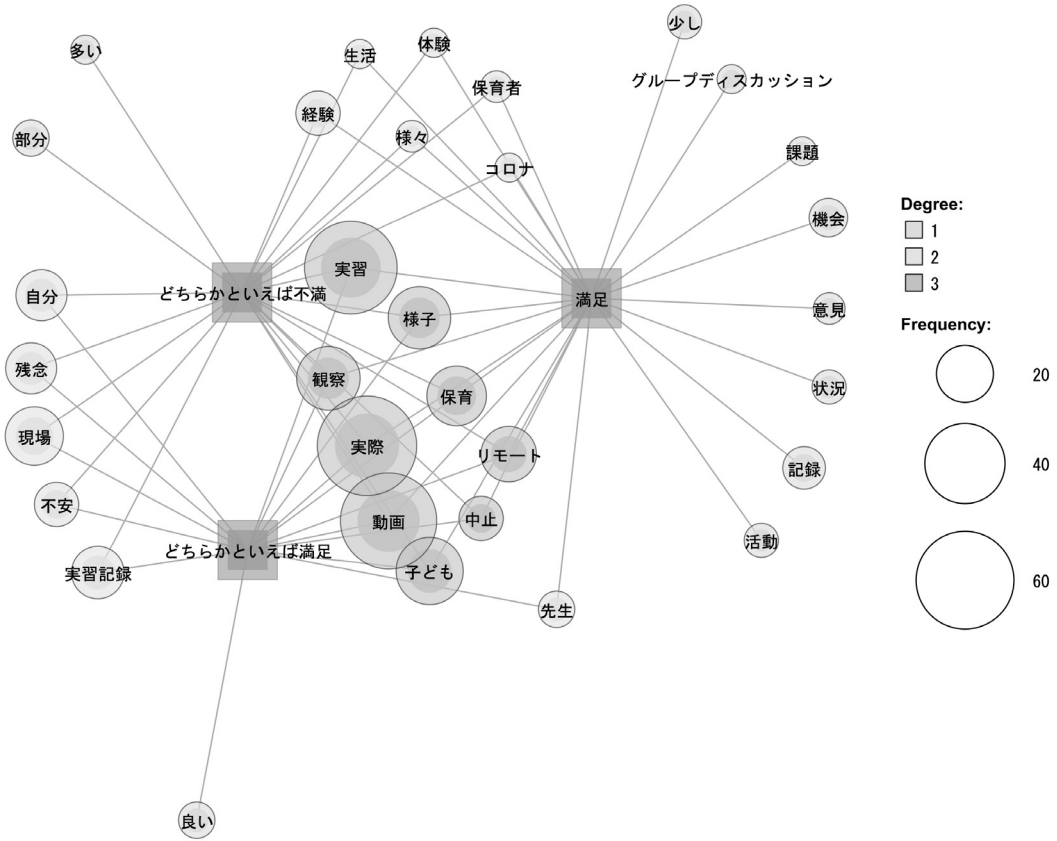 少し
体験
多い
生活
グループディスカッション
保育者
経験
様々
部分
課題
コロナ
機会
Degree:
1
2
3
実習
どちらかといえば不満
自分
満足
様子
意見
Frequency:
20
残念
観察
保育
状況
現場
実際
リモート
記録
40
不安
動画
中止
活動
どちらかといえば満足
実習記録
子ども
60
先生
良い